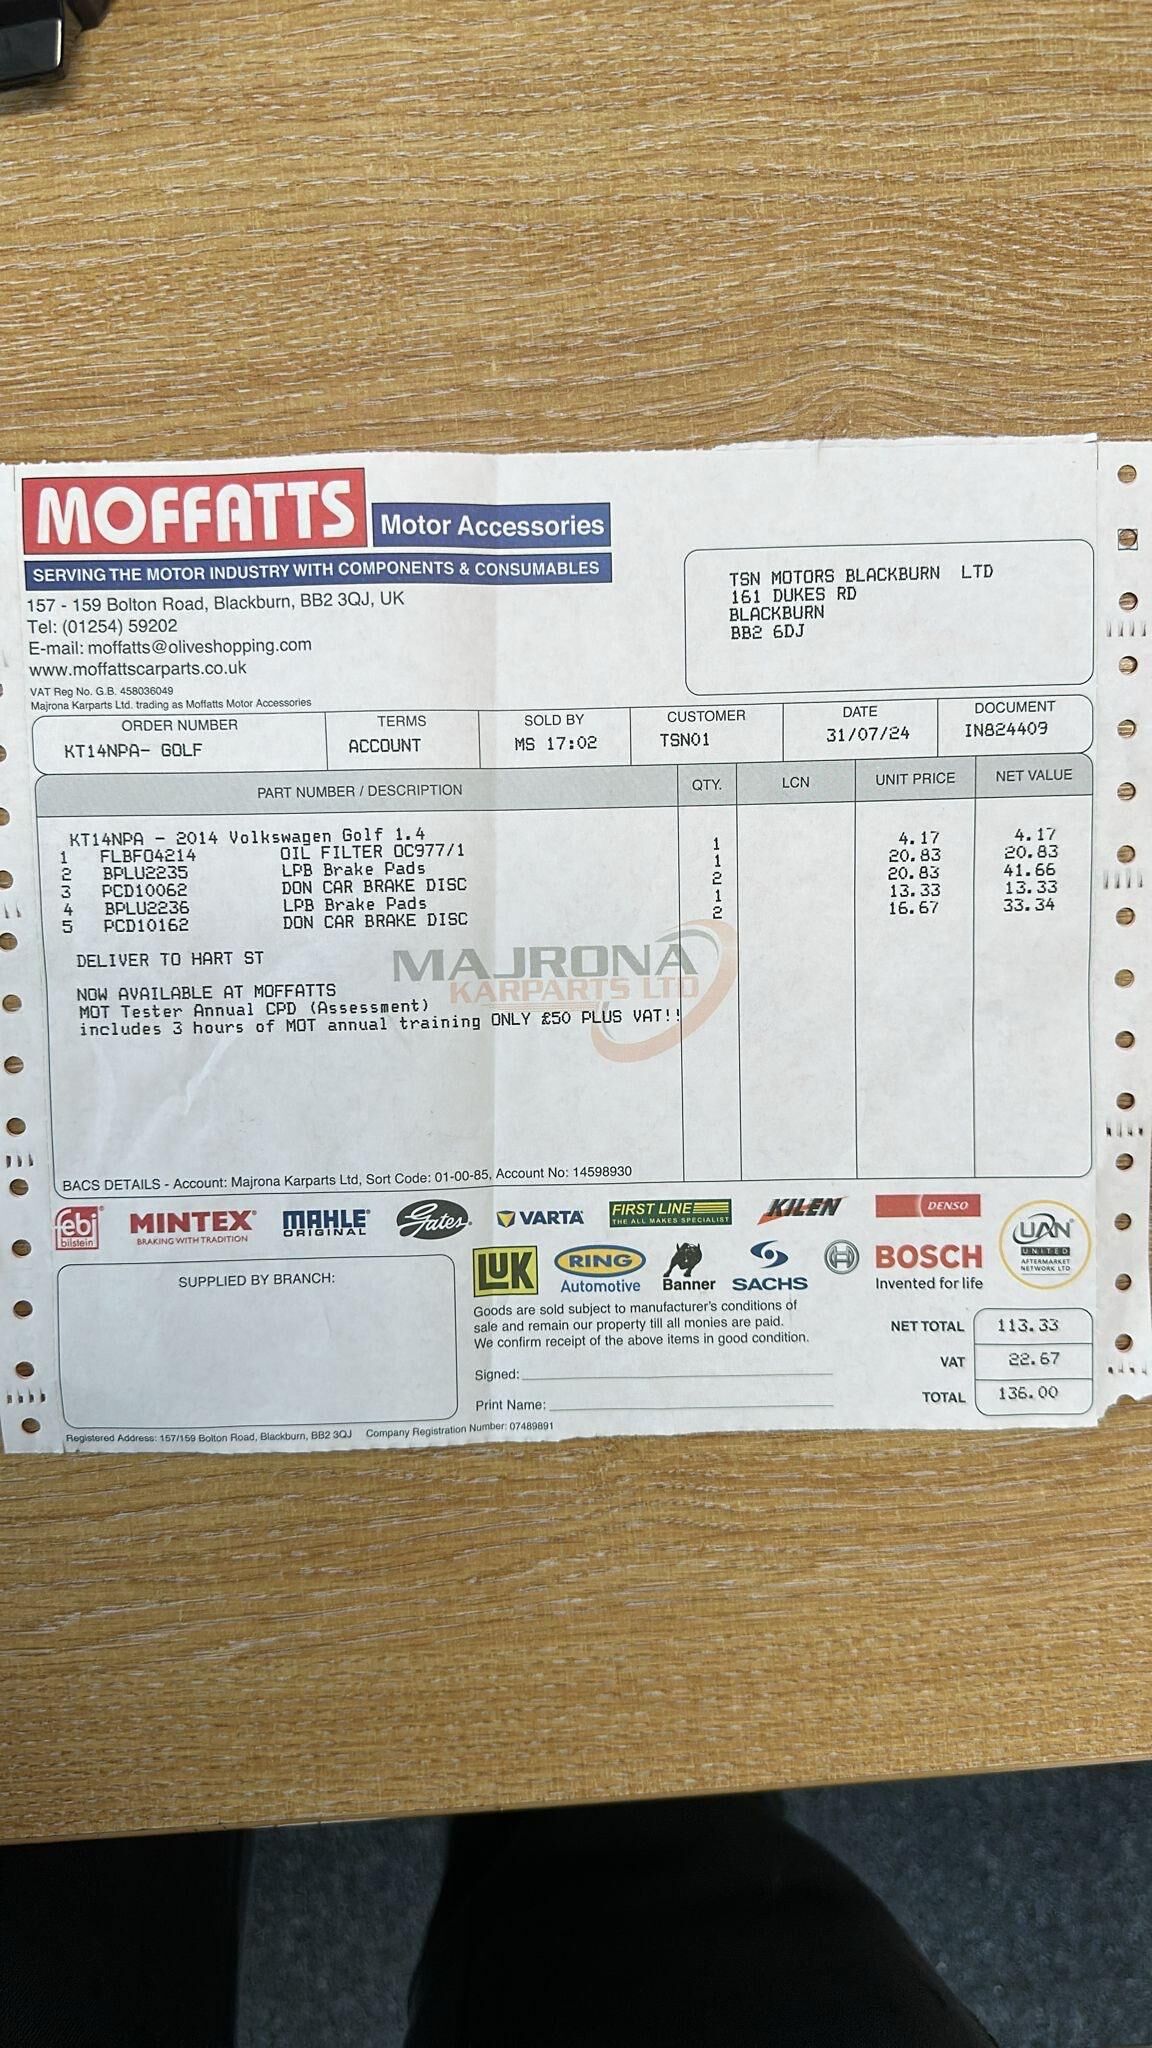 MOFFATTS
Motor Accessories
SERVING THE MOTOR INDUSTRY WITH COMPONENTS & CONSUMABLES
157 - 159 Bolton Road, Blackburn, BB2 3QJ, UK
Tel: (01254) 59202
E-mail: moffatts@oliveshopping.com
www.moffattscarparts.co.uk
VAT Reg No. G.B. 458036049
Majrona Karparts Ltd. trading as Moffatts Motor Accessories
TSN MOTORS BLACKBURN LTD
161 DUKES RD
BLACKBURN
BB2 6DJ
ORDER NUMBER TERMS SOLD BY CUSTOMER DATE DOCUMENT
KT14NPA- GOLF ACCOUNT MS 17:02 TSN01 31/07/24 IN824409
PART NUMBER / DESCRIPTION QTY. LCN UNIT PRICE NET VALUE
KT14NPA - 2014 Volkswagen Golf 1.4
1 FLBF04214 OIL FILTER OC977/1 1 4.17 4.17
2 BPLU2235 LPB Brake Pads 1 20.83 20.83
3 PCD10062 DON CAR BRAKE DISC 2 20.83 41.66
4 BPLU2236 LPB Brake Pads 1 13.33 13.33
5 PCD10162 DON CAR BRAKE DISC 2 16.67 33.34
DELIVER TO HART ST
MAJRONA
KARPARTS LTD
NOW AVAILABLE AT MOFFATTS
MOT Tester Annual CPD (Assessment)
includes 3 hours of MOT annual training ONLY £50 PLUS VAT!!
BACS DETAILS - Account: Majrona Karparts Ltd, Sort Code: 01-00-85, Account No: 14598930
febi bilstein
MINTEX
BRAKING WITH TRADITION
MAHLE
ORIGINAL
Gates
VARTA
FIRST LINE
THE ALL MAKES SPECIALIST
KILEN
DENSO
LUK
RING
Automotive
Banner
SACHS
BOSCH
Invented for life
UAN
UNITED
AFTERMARKET
NETWORK LTD
SUPPLIED BY BRANCH:
Goods are sold subject to manufacturer's conditions of
sale and remain our property till all monies are paid.
We confirm receipt of the above items in good condition.
Signed:
Print Name:
NET TOTAL 113.33
VAT 22.67
TOTAL 136.00
Registered Address: 157/159 Bolton Road, Blackburn, BB2 3QJ Company Registration Number: 07489891